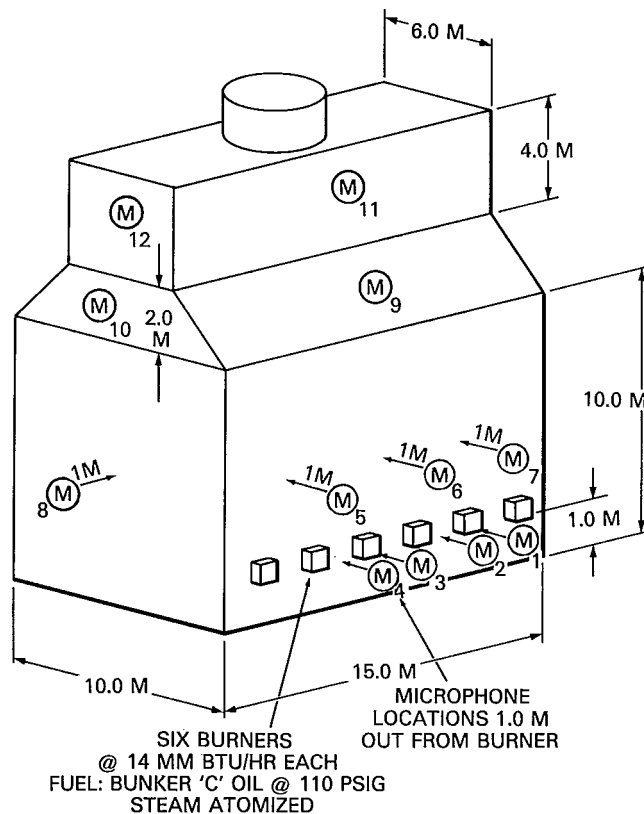 6.0 M
4.0 M
M
11
M
12
M
9
M
10
2.0
M
10.0 M
1M
M
7
1M
M
6
1M
M
8
1M
M
5
1.0 M
M
1
M
2
M
3
M
4
10.0 M
15.0 M
MICROPHONE
LOCATIONS 1.0 M
OUT FROM BURNER
SIX BURNERS
@ 14 MM BTU/HR EACH
FUEL: BUNKER 'C' OIL @ 110 PSIG
STEAM ATOMIZED